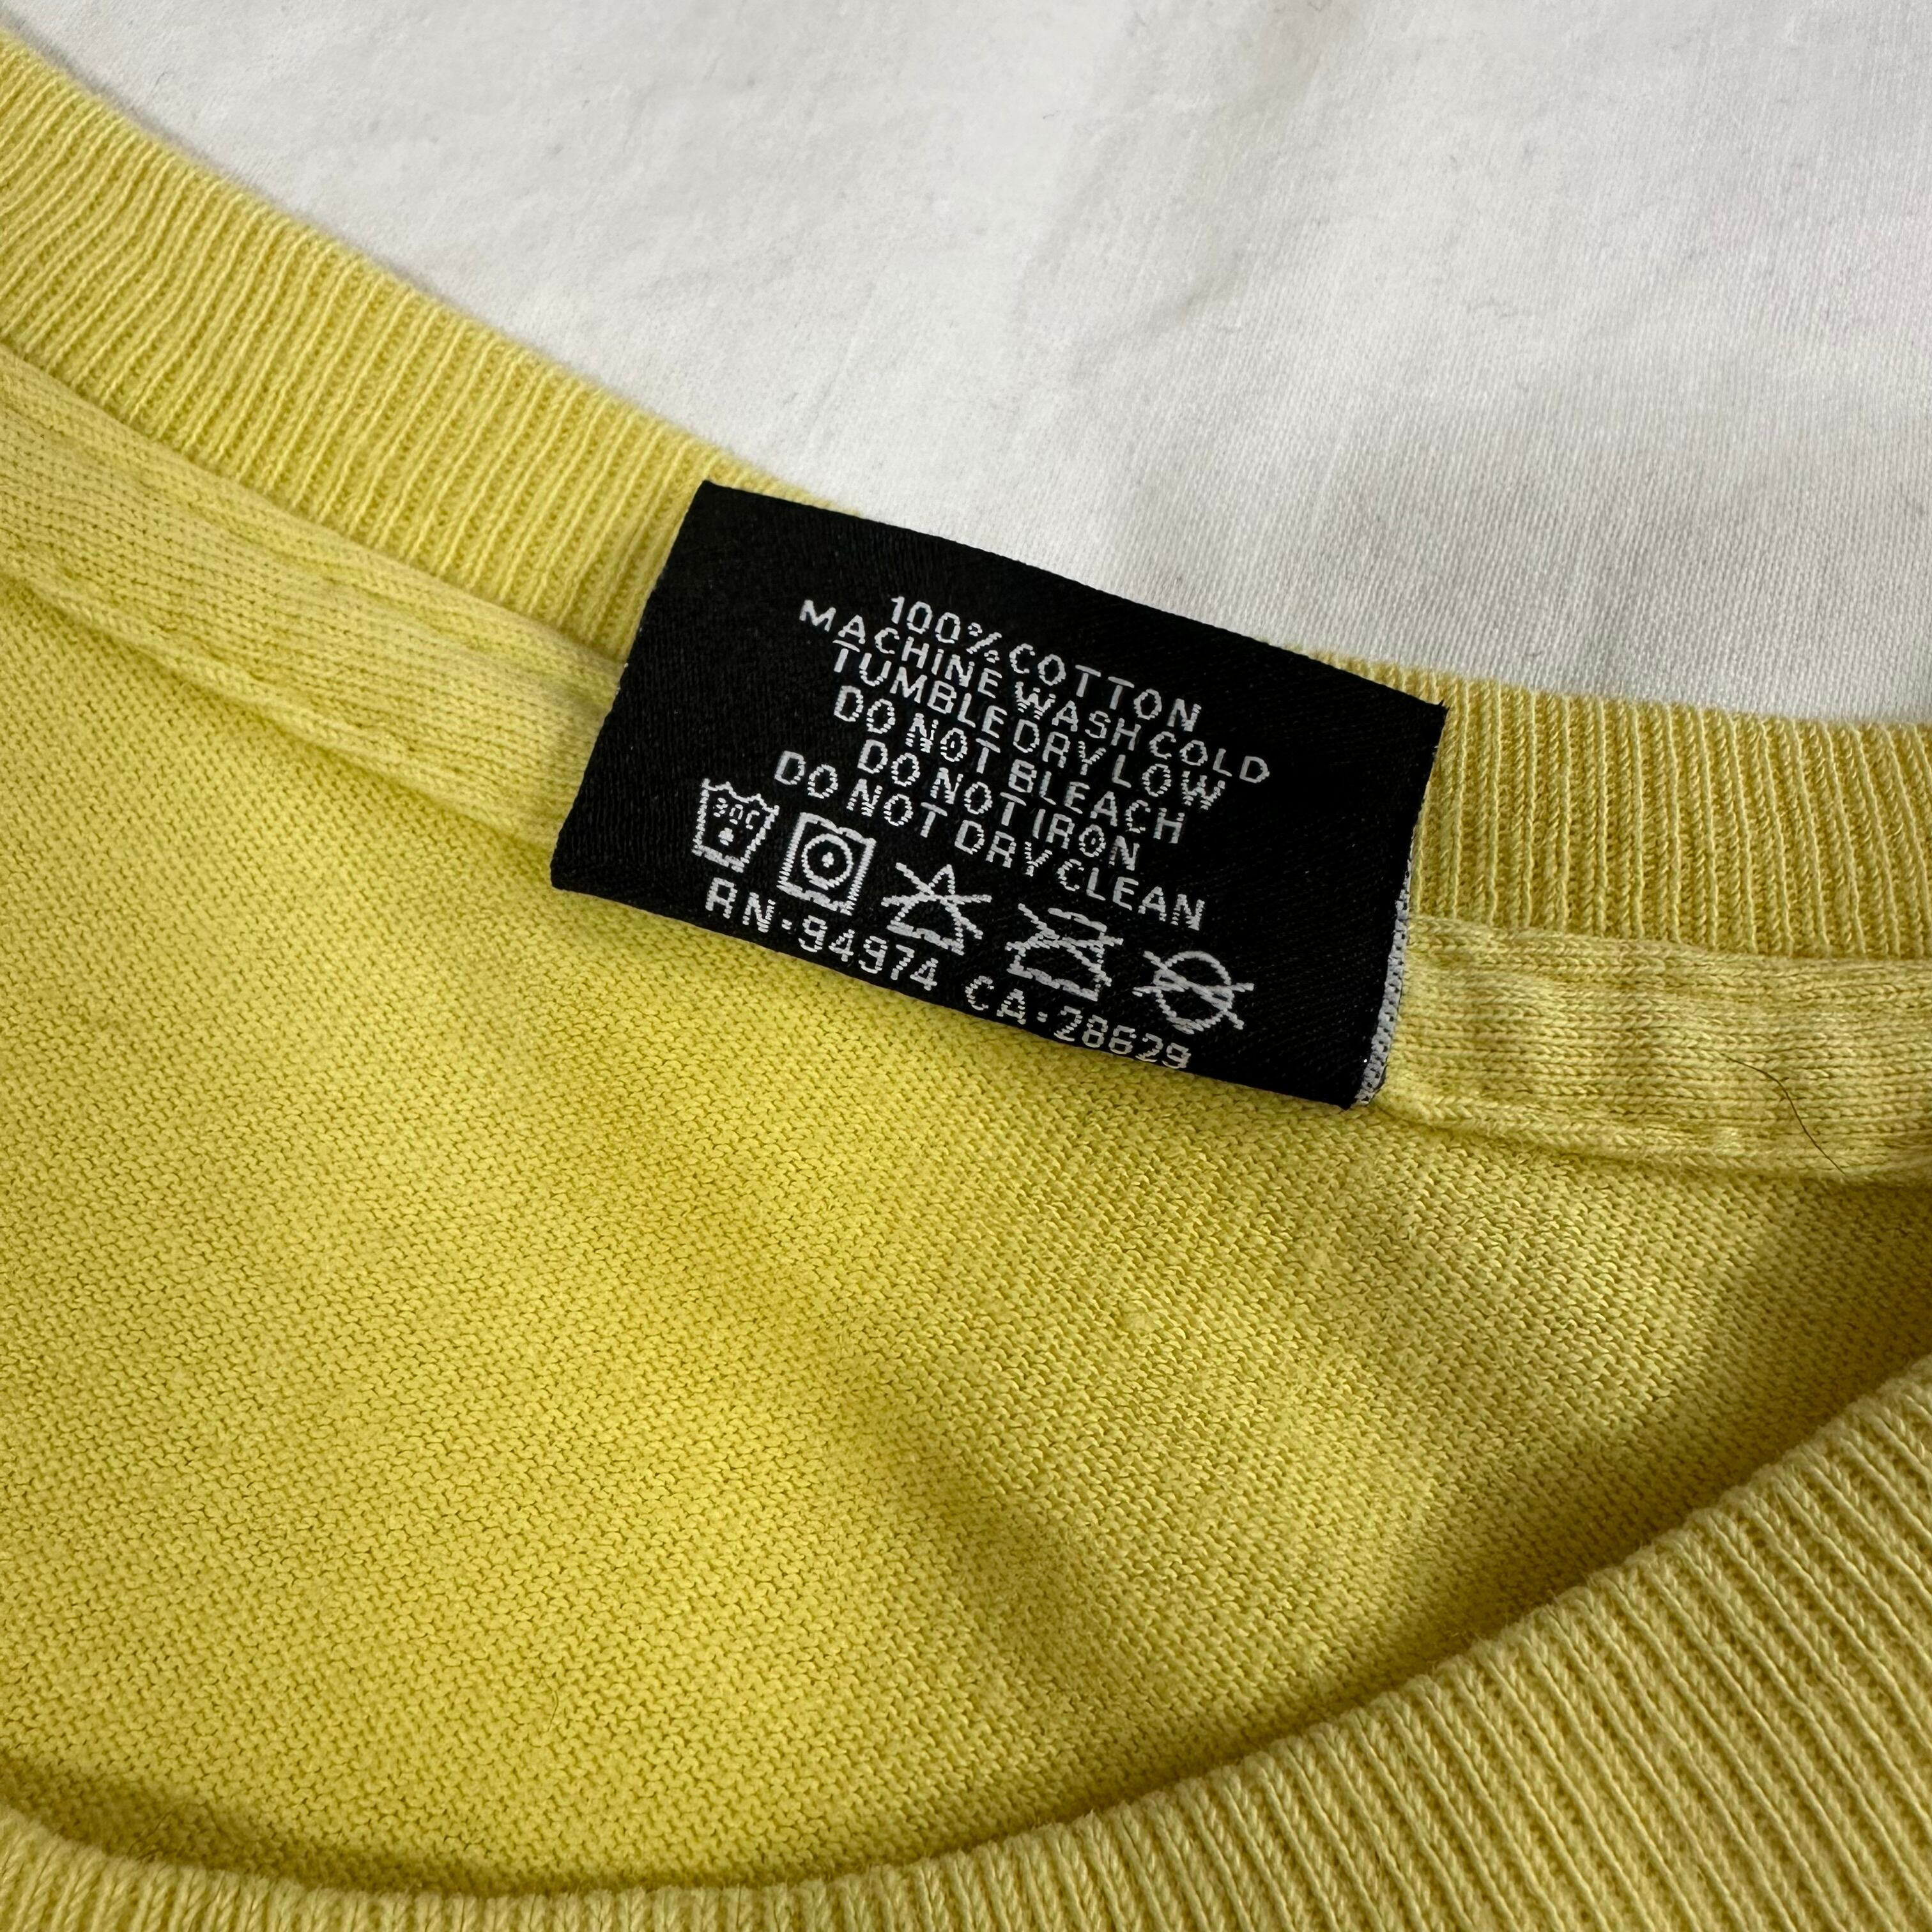 100% COTTON
MACHINE WASH COLD
TUMBLE DRY LOW
DO NOT BLEACH
DO NOT IRON
DO NOT DRY CLEAN
30C
RN·94974 CA·28629